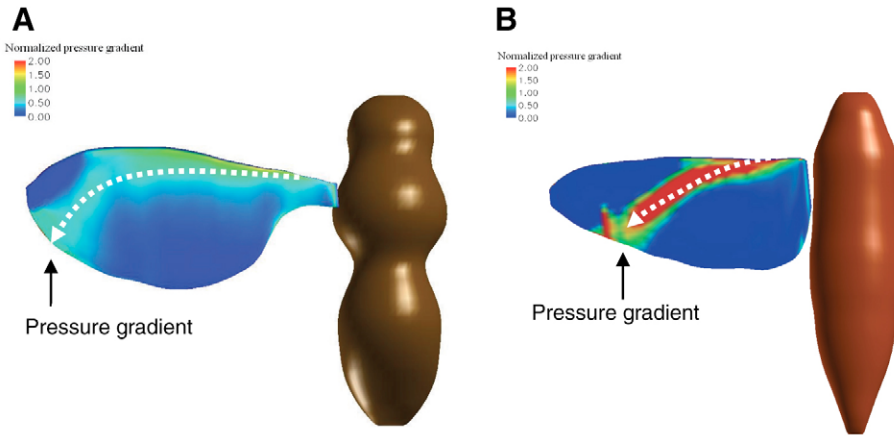 A
Normalized pressure gradient
2.00
1.50
1.00
0.50
0.00
Pressure gradient
B
Normalized pressure gradient
2.00
1.50
1.00
0.50
0.00
Pressure gradient